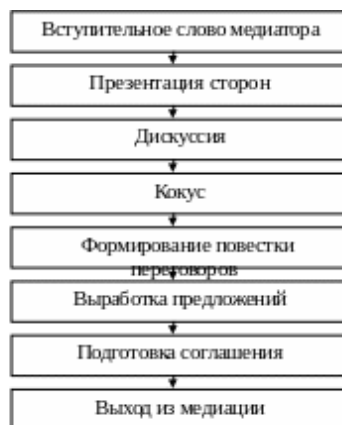 Вступительное слово медиатора
Презентация сторон
Дискуссия
Кокус
Формирование повестки
переговоров
Выработка предложений
Подготовка соглашения
Выход из медиации